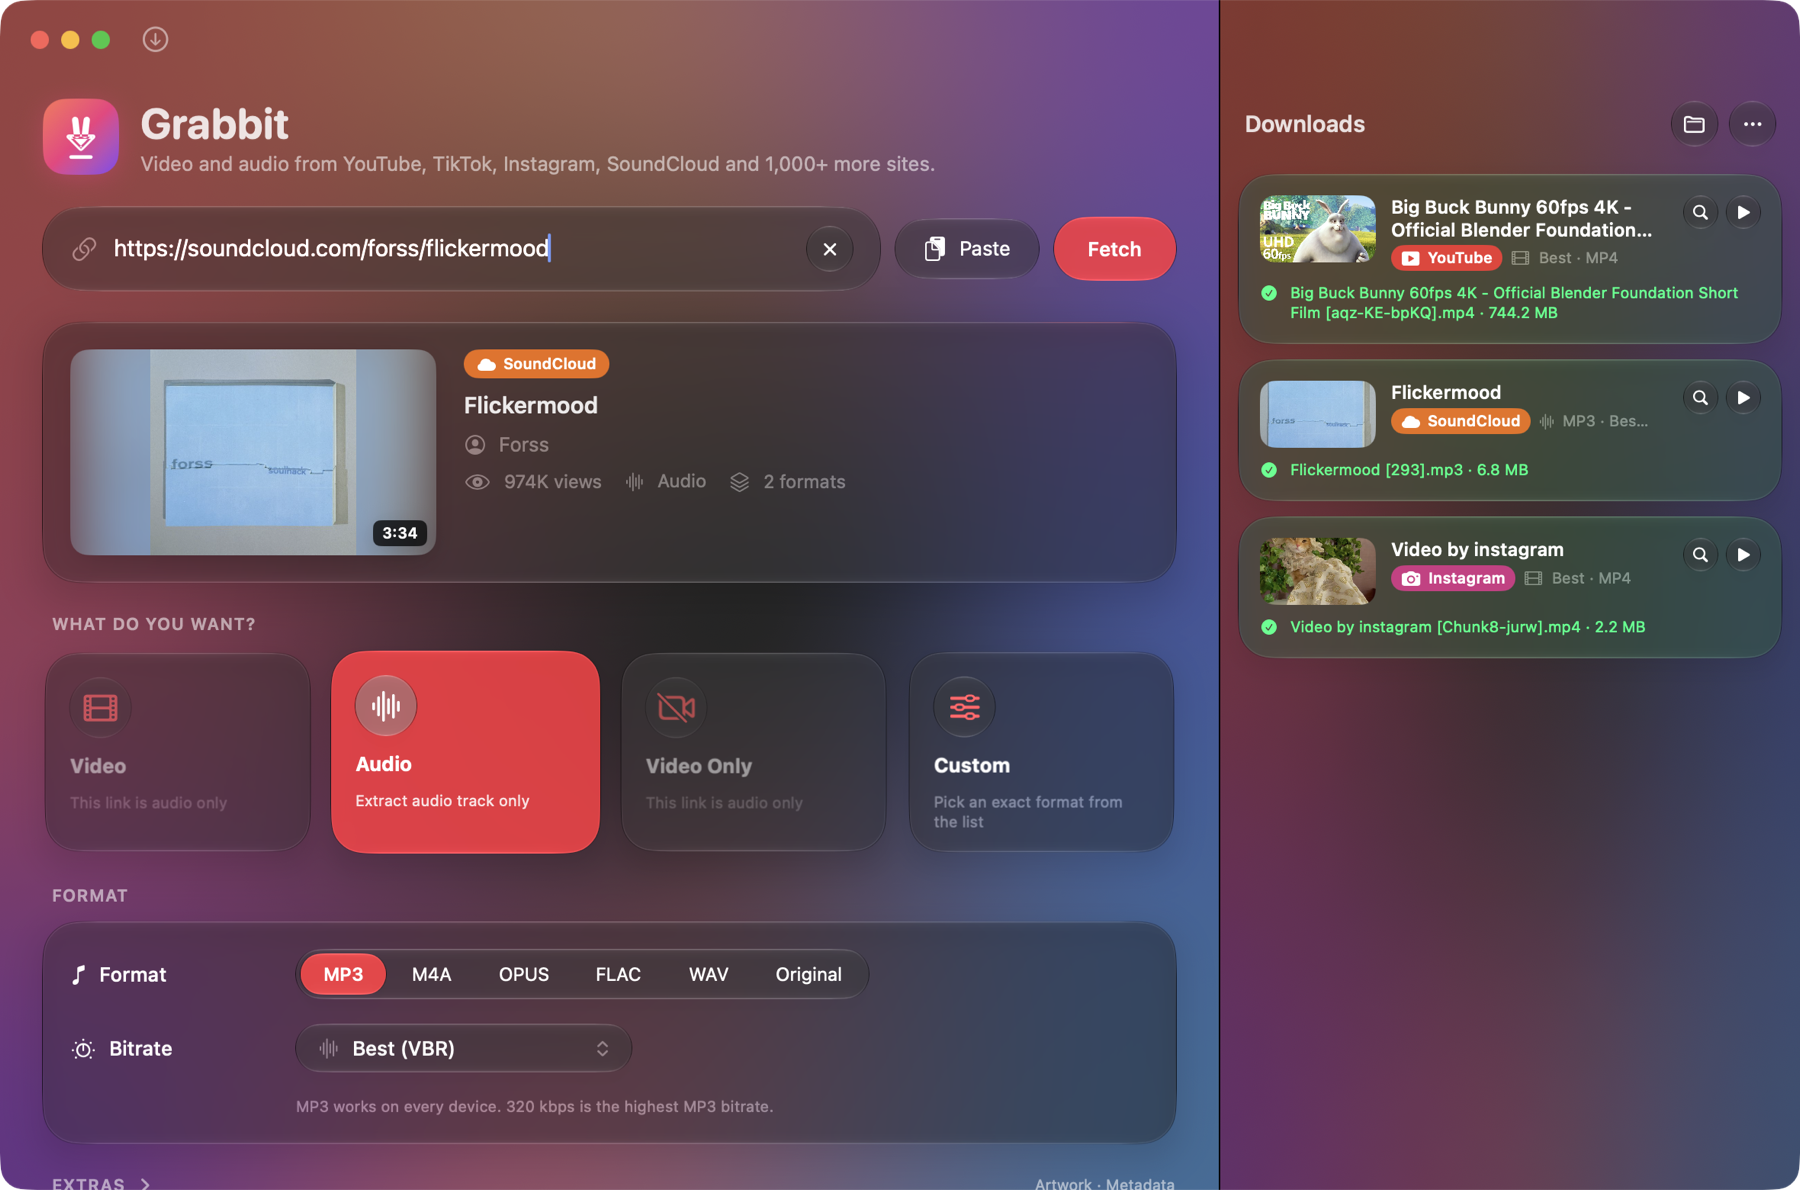 Grabbit
Video and audio from YouTube, TikTok, Instagram, SoundCloud and 1,000+ more sites.
https://soundcloud.com/forss/flickermood
Paste
Fetch
forss
soulhack
3:34
SoundCloud
Flickermood
Forss
974K views
Audio
2 formats
WHAT DO YOU WANT?
Video
This link is audio only
Audio
Extract audio track only
Video Only
This link is audio only
Custom
Pick an exact format from
the list
FORMAT
Format
MP3
M4A
OPUS
FLAC
WAV
Original
Bitrate
Best (VBR)
MP3 works on every device. 320 kbps is the highest MP3 bitrate.
EXTRAS
Artwork · Metadata
Downloads
Big Buck
BUNNY
UHD
60fps
Big Buck Bunny 60fps 4K -
Official Blender Foundation...
YouTube
Best · MP4
Big Buck Bunny 60fps 4K - Official Blender Foundation Short
Film [aqz-KE-bpKQ].mp4 · 744.2 MB
forss
Flickermood
SoundCloud
MP3 · Bes...
Flickermood [293].mp3 · 6.8 MB
Video by instagram
Instagram
Best · MP4
Video by instagram [Chunk8-jurw].mp4 · 2.2 MB